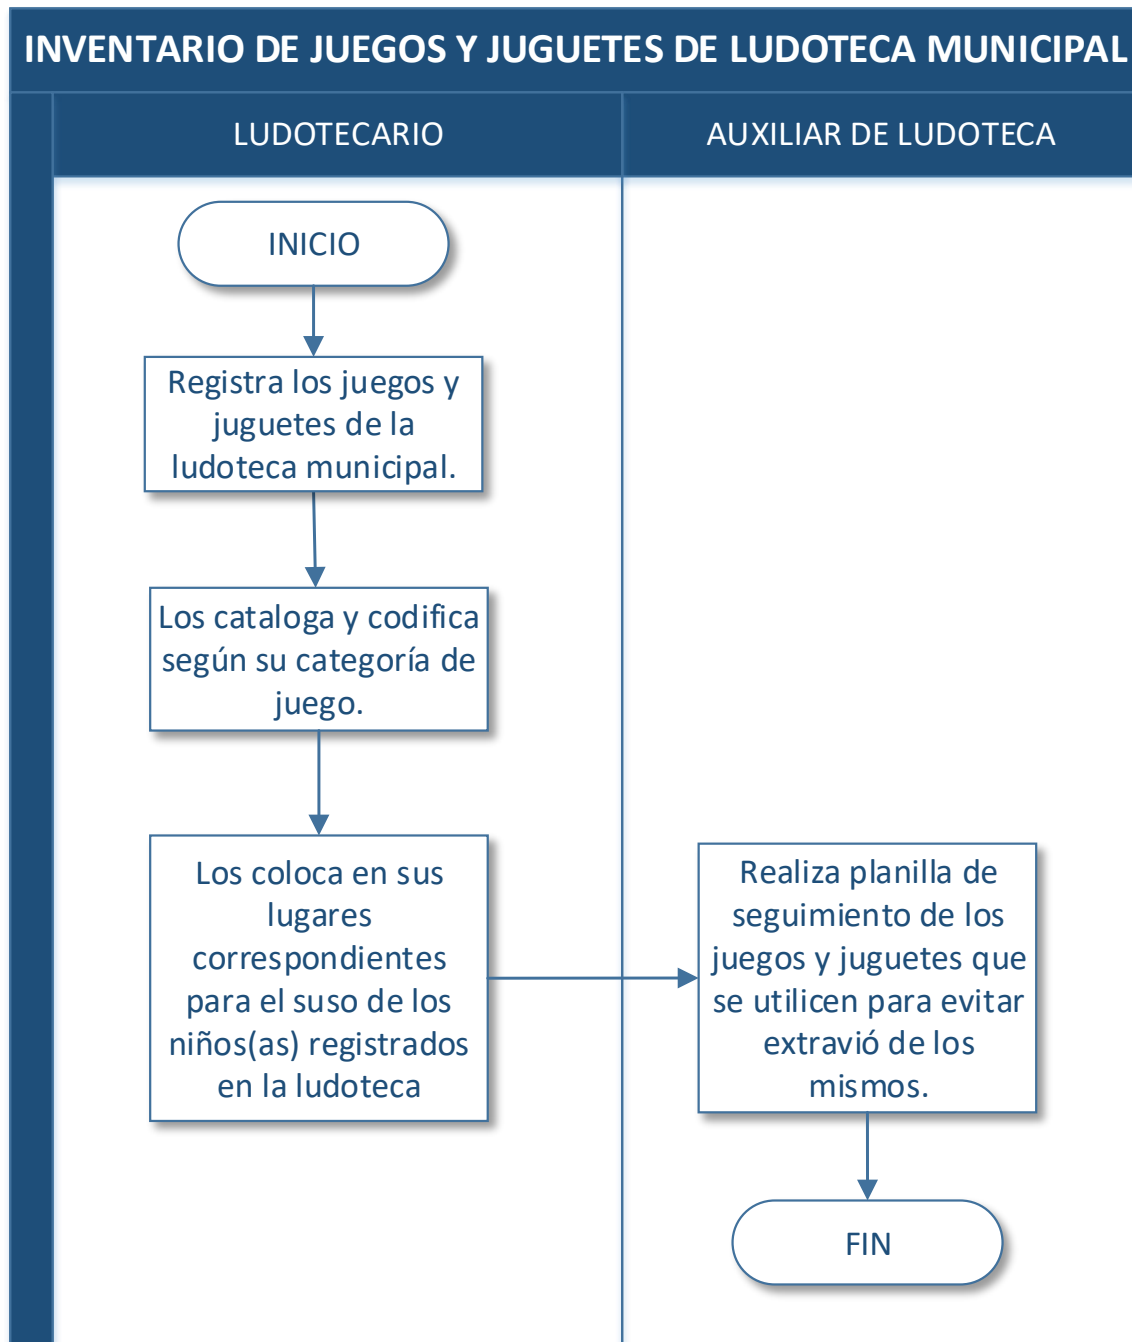 INVENTARIO DE JUEGOS Y JUGUETES DE LUDOTECA MUNICIPAL
LUDOTECARIO
AUXILIAR DE LUDOTECA
INICIO
Registra los juegos y
juguetes de la
ludoteca municipal.
Los cataloga y codifica
según su categoría de
juego.
Los coloca en sus
lugares
correspondientes
para el suso de los
niños(as) registrados
en la ludoteca
Realiza planilla de
seguimiento de los
juegos y juguetes que
se utilicen para evitar
extravió de los
mismos.
FIN